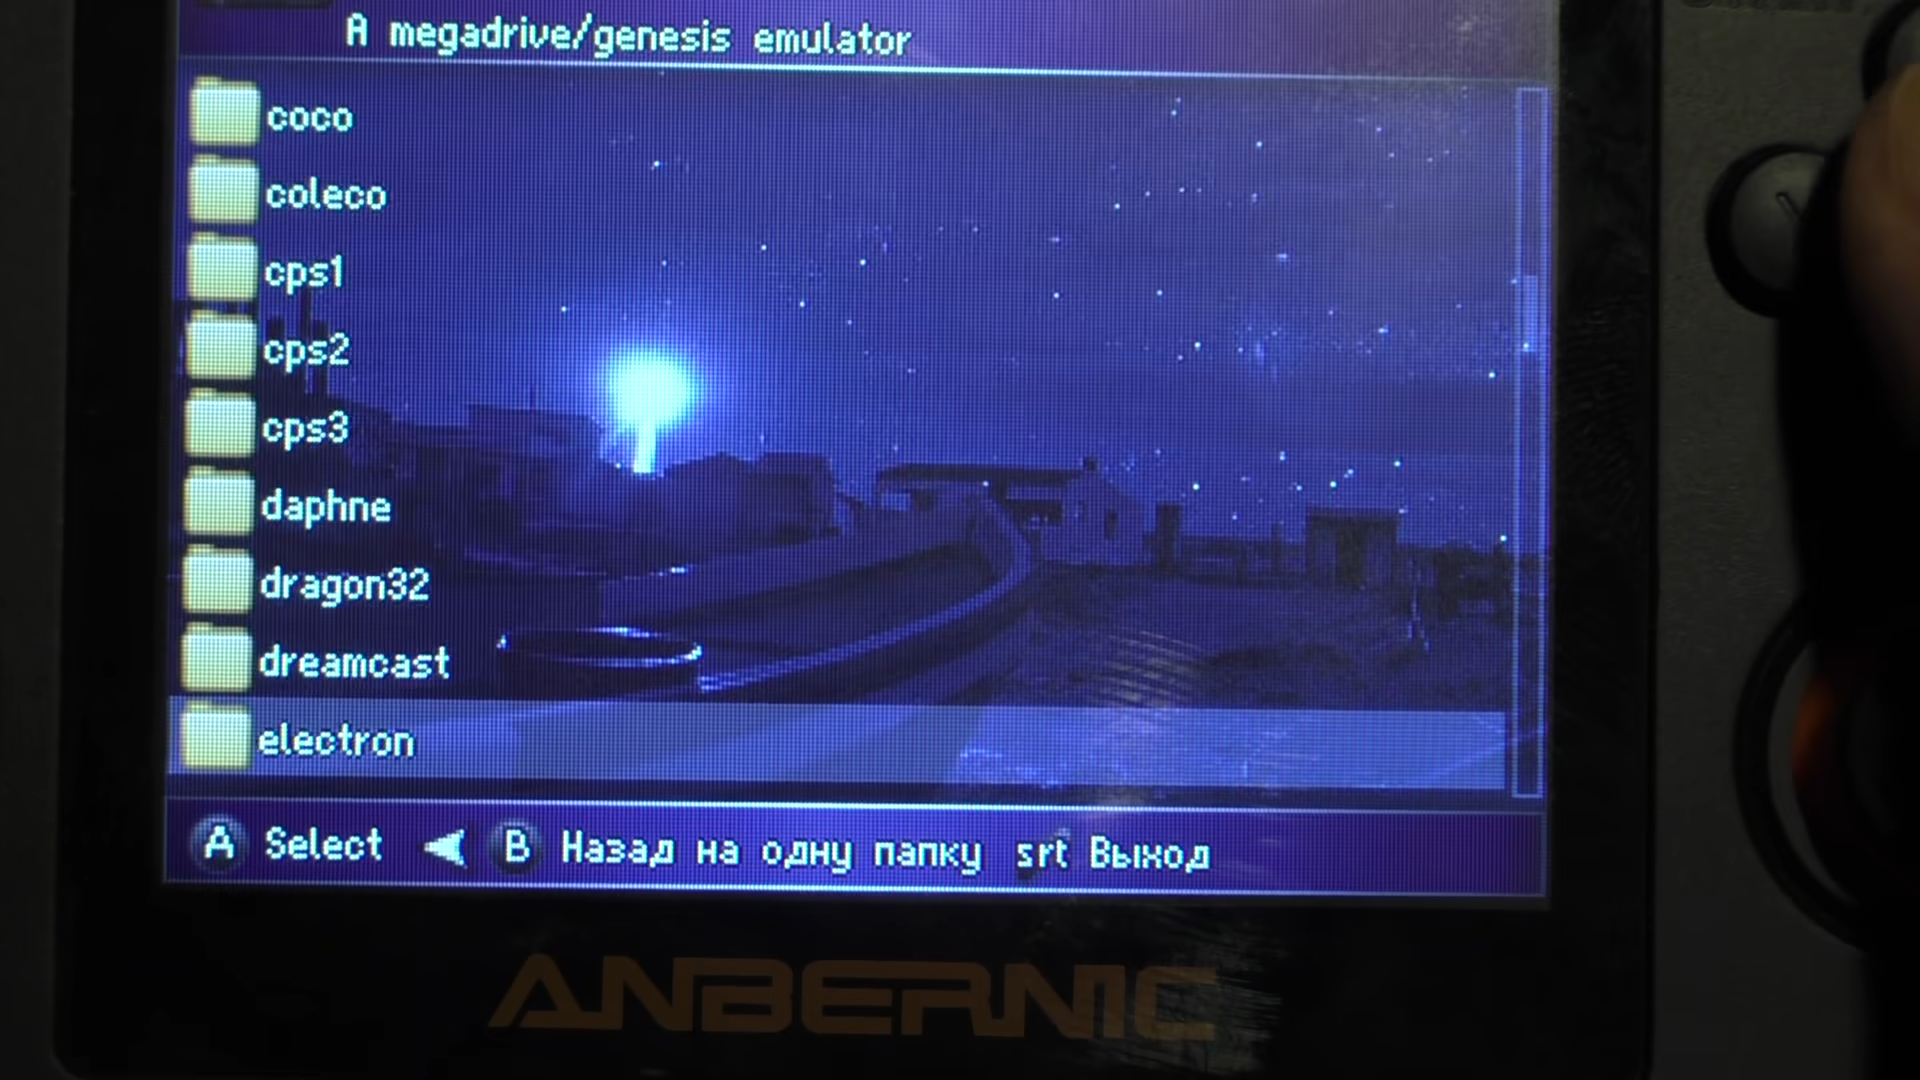 A megadrive/genesis emulator
coco
coleco
cps1
cps2
cps3
daphne
dragon32
dreamcast
electron
A Select B Назад на одну папку srt Выход
ANBERNIC